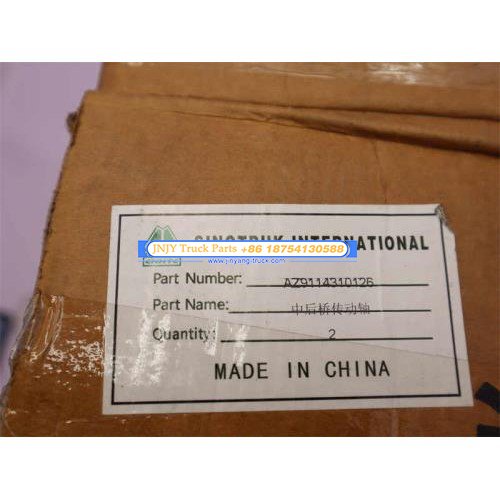 SINOTRUK INTERNATIONAL
JNJY Truck Parts +86 18754130588
www.jinyang-truck.com
Part Number: AZ9114310126
Part Name: 中后桥传动轴
Quantity: 2
MADE IN CHINA